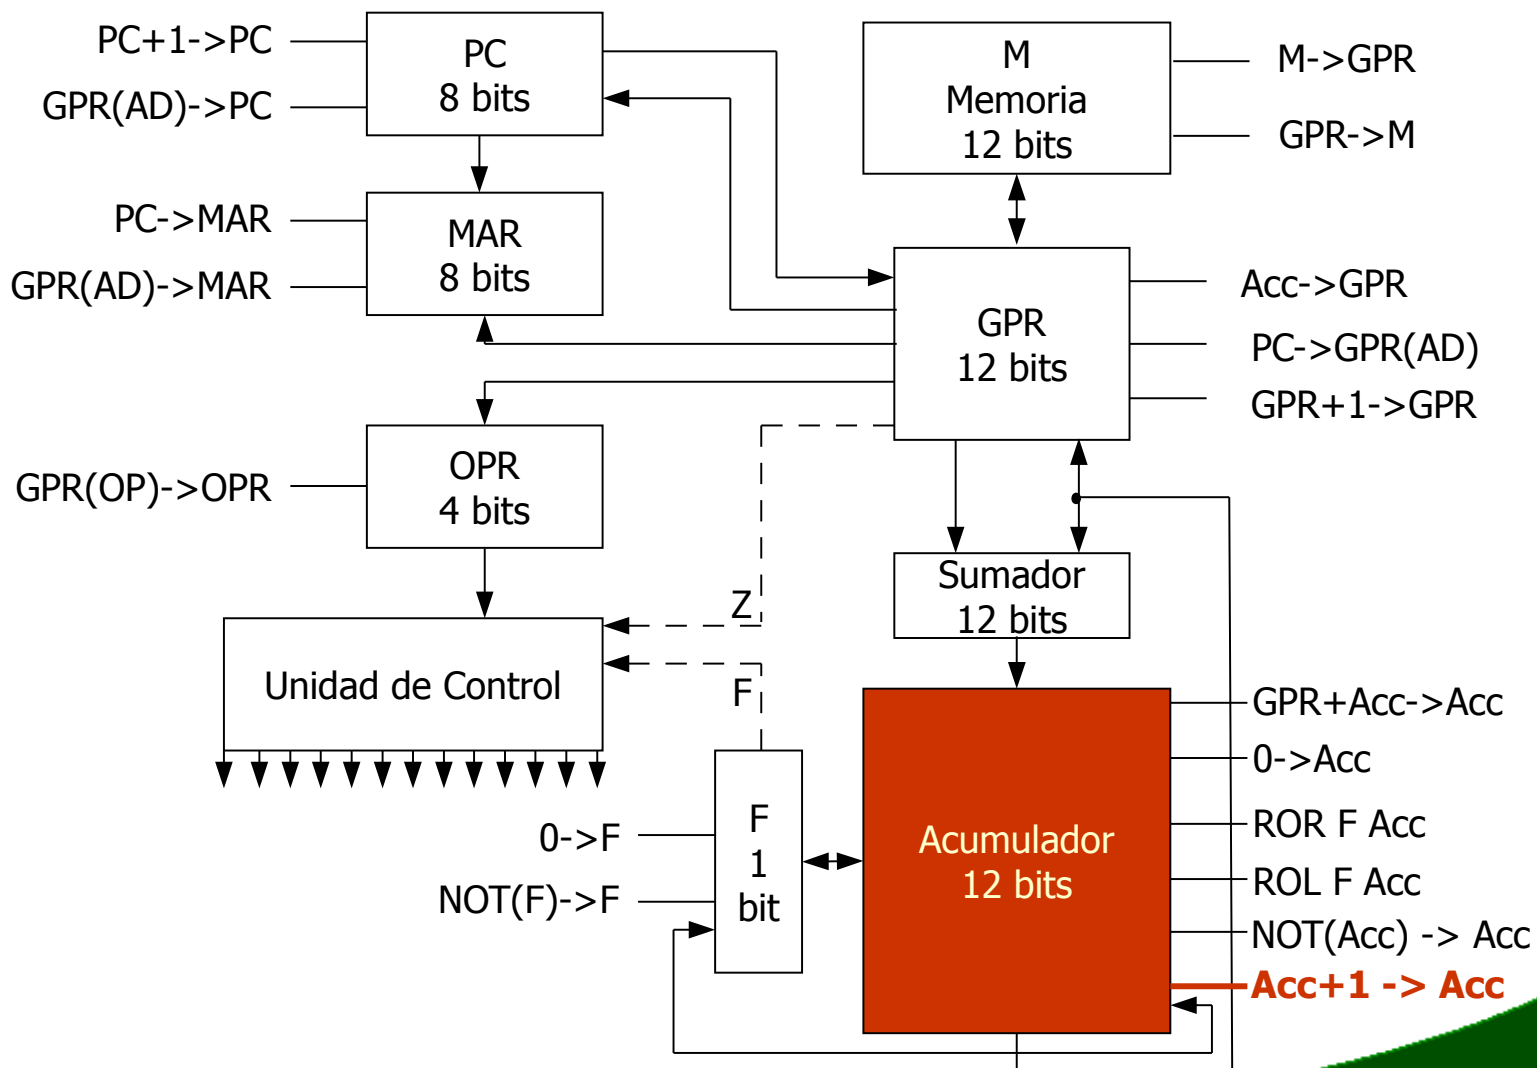 PC+1->PC
GPR(AD)->PC
PC
8 bits
M
Memoria
12 bits
M->GPR
GPR->M
PC->MAR
GPR(AD)->MAR
MAR
8 bits
GPR
12 bits
Acc->GPR
PC->GPR(AD)
GPR+1->GPR
GPR(OP)->OPR
OPR
4 bits
Sumador
12 bits
Z
F
Unidad de Control
0->F
NOT(F)->F
F
1
bit
Acumulador
12 bits
GPR+Acc->Acc
0->Acc
ROR F Acc
ROL F Acc
NOT(Acc) -> Acc
Acc+1 -> Acc